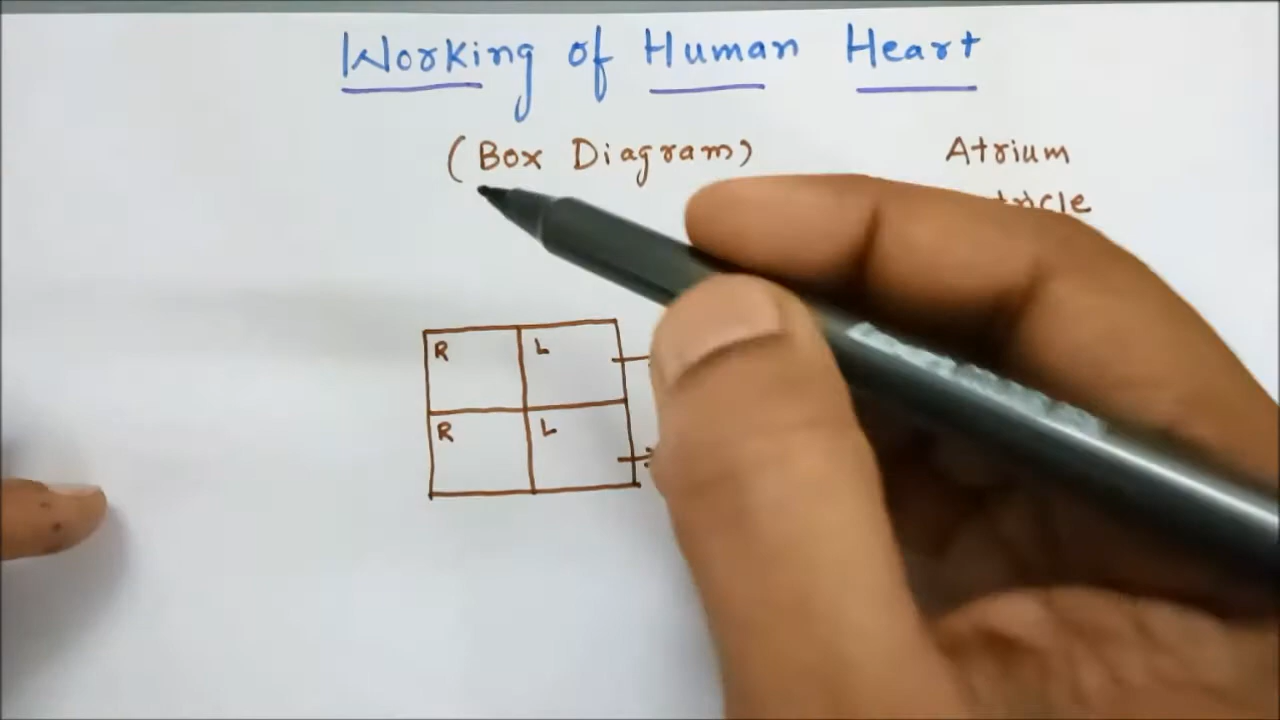 Working of Human Heart
(Box Diagram)
Atrium
R L
R L